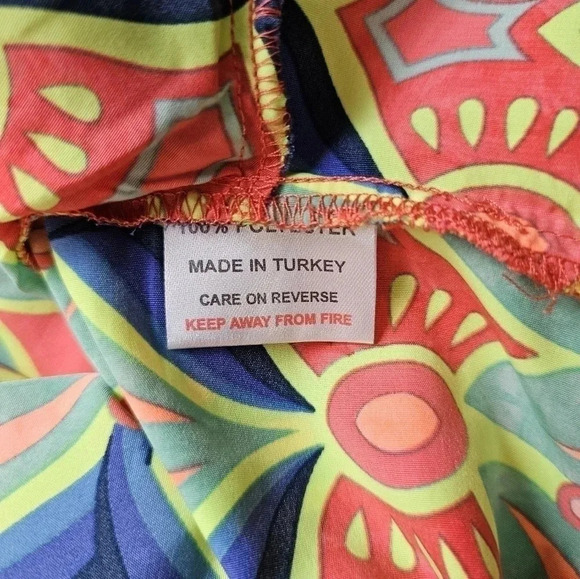 100% POLYESTER
MADE IN TURKEY
CARE ON REVERSE
KEEP AWAY FROM FIRE